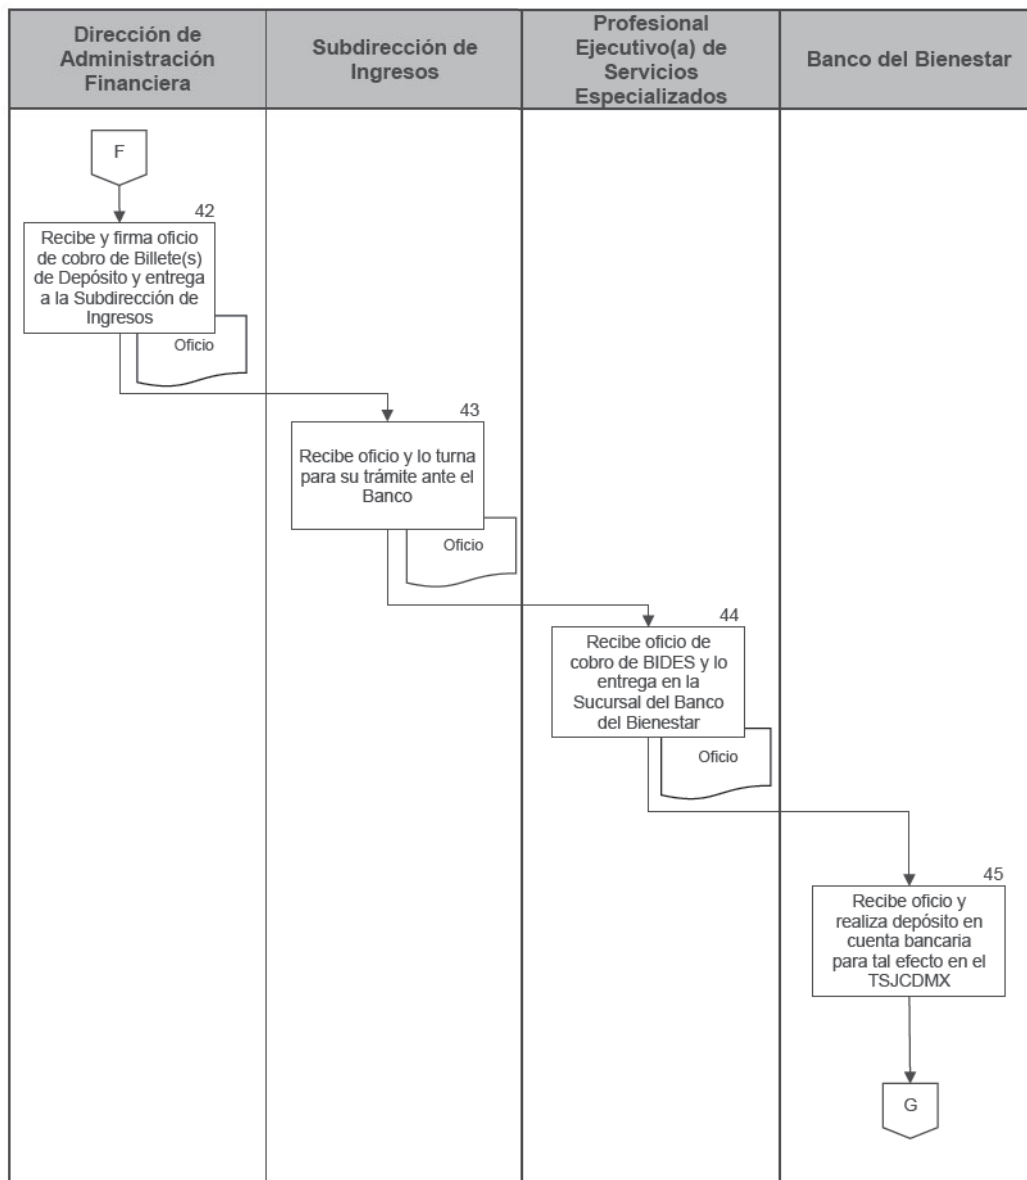 Dirección de
Administración
Financiera
Subdirección de
Ingresos
Profesional
Ejecutivo(a) de
Servicios
Especializados
Banco del Bienestar
F
42
Recibe y firma oficio
de cobro de Billete(s)
de Depósito y entrega
a la Subdirección de
Ingresos
Oficio
43
Recibe oficio y lo turna
para su trámite ante el
Banco
Oficio
44
Recibe oficio de
cobro de BIDES y lo
entrega en la
Sucursal del Banco
del Bienestar
Oficio
45
Recibe oficio y
realiza depósito en
cuenta bancaria
para tal efecto en el
TSJCDMX
G